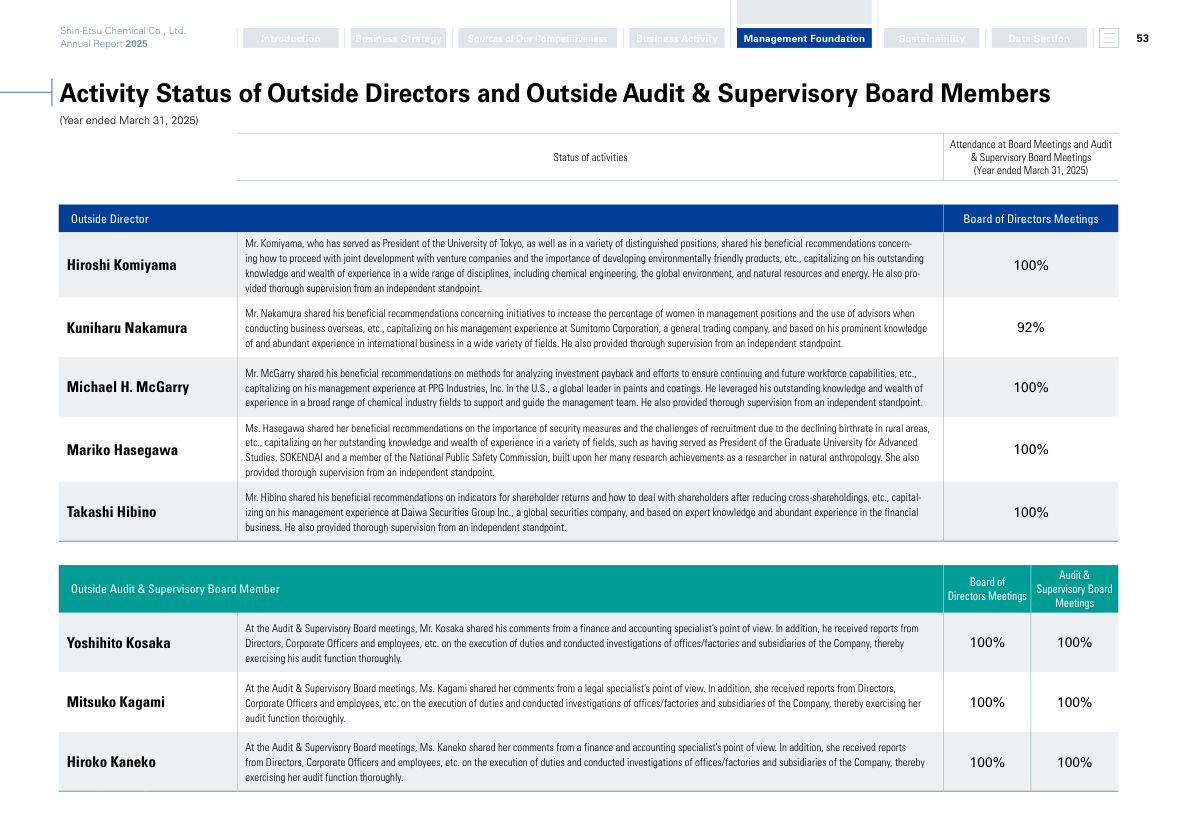 Shin-Etsu Chemical Co., Ltd.
Annual Report 2025
Introduction
Business Strategy
Sources of Our Competitiveness
Business Activity
Management Foundation
Sustainability
Data Section
53
Activity Status of Outside Directors and Outside Audit & Supervisory Board Members
(Year ended March 31, 2025)
Status of activities
Attendance at Board Meetings and Audit
& Supervisory Board Meetings
(Year ended March 31, 2025)
Outside Director
Board of Directors Meetings
Hiroshi Komiyama
Mr. Komiyama, who has served as President of the University of Tokyo, as well as in a variety of distinguished positions, shared his beneficial recommendations concern-
ing how to proceed with joint development with venture companies and the importance of developing environmentally friendly products, etc., capitalizing on his outstanding
knowledge and wealth of experience in a wide range of disciplines, including chemical engineering, the global environment, and natural resources and energy. He also pro-
vided thorough supervision from an independent standpoint.
100%
Kuniharu Nakamura
Mr. Nakamura shared his beneficial recommendations concerning initiatives to increase the percentage of women in management positions and the use of advisors when
conducting business overseas, etc., capitalizing on his management experience at Sumitomo Corporation, a general trading company, and based on his prominent knowledge
of and abundant experience in international business in a wide variety of fields. He also provided thorough supervision from an independent standpoint.
92%
Michael H. McGarry
Mr. McGarry shared his beneficial recommendations on methods for analyzing investment payback and efforts to ensure continuing and future workforce capabilities, etc.,
capitalizing on his management experience at PPG Industries, Inc. in the U.S., a global leader in paints and coatings. He leveraged his outstanding knowledge and wealth of
experience in a broad range of chemical industry fields to support and guide the management team. He also provided thorough supervision from an independent standpoint.
100%
Mariko Hasegawa
Ms. Hasegawa shared her beneficial recommendations on the importance of security measures and the challenges of recruitment due to the declining birthrate in rural areas,
etc., capitalizing on her outstanding knowledge and wealth of experience in a variety of fields, such as having served as President of the Graduate University for Advanced
Studies, SOKENDAI and a member of the National Public Safety Commission, built upon her many research achievements as a researcher in natural anthropology. She also
provided thorough supervision from an independent standpoint.
100%
Takashi Hibino
Mr. Hibino shared his beneficial recommendations on indicators for shareholder returns and how to deal with shareholders after reducing cross-shareholdings, etc., capital-
izing on his management experience at Daiwa Securities Group Inc., a global securities company, and based on expert knowledge and abundant experience in the financial
business. He also provided thorough supervision from an independent standpoint.
100%
Outside Audit & Supervisory Board Member
Board of
Directors Meetings
Audit &
Supervisory Board
Meetings
Yoshihito Kosaka
At the Audit & Supervisory Board meetings, Mr. Kosaka shared his comments from a finance and accounting specialist's point of view. In addition, he received reports from
Directors, Corporate Officers and employees, etc. on the execution of duties and conducted investigations of offices/factories and subsidiaries of the Company, thereby
exercising his audit function thoroughly.
100%
100%
Mitsuko Kagami
At the Audit & Supervisory Board meetings, Ms. Kagami shared her comments from a legal specialist's point of view. In addition, she received reports from Directors,
Corporate Officers and employees, etc. on the execution of duties and conducted investigations of offices/factories and subsidiaries of the Company, thereby exercising her
audit function thoroughly.
100%
100%
Hiroko Kaneko
At the Audit & Supervisory Board meetings, Ms. Kaneko shared her comments from a finance and accounting specialist's point of view. In addition, she received reports
from Directors, Corporate Officers and employees, etc. on the execution of duties and conducted investigations of offices/factories and subsidiaries of the Company, thereby
exercising her audit function thoroughly.
100%
100%